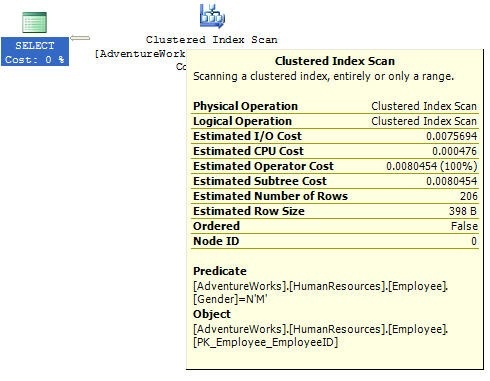 SELECT
Cost: 0 %
Clustered Index Scan
[AdventureWork
Co
Clustered Index Scan
Scanning a clustered index, entirely or only a range.
Physical Operation Clustered Index Scan
Logical Operation Clustered Index Scan
Estimated I/O Cost 0.0075694
Estimated CPU Cost 0.000476
Estimated Operator Cost 0.0080454 (100%)
Estimated Subtree Cost 0.0080454
Estimated Number of Rows 206
Estimated Row Size 398 B
Ordered False
Node ID 0
Predicate
[AdventureWorks].[HumanResources].[Employee].
[Gender]=N'M'
Object
[AdventureWorks].[HumanResources].[Employee].
[PK_Employee_EmployeeID]